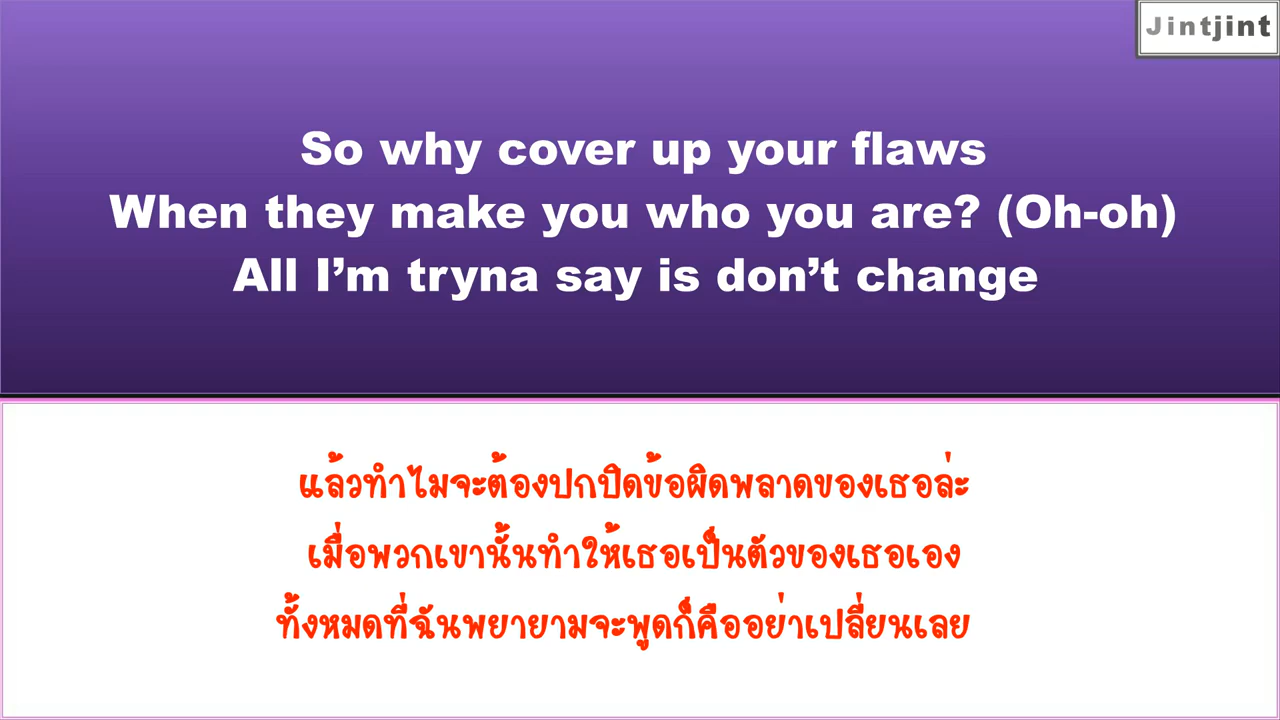 Jintjint
So why cover up your flaws
When they make you who you are? (Oh-oh)
All I’m tryna say is don’t change
แล้วทำไมจะต้องปกปิดข้อผิดพลาดของเธอล่ะ
เมื่อพวกเขานั้นทำให้เธอเป็นตัวของเธอเอง
ทั้งหมดที่ฉันพยายามจะพูดก็คืออย่าเปลี่ยนเลย